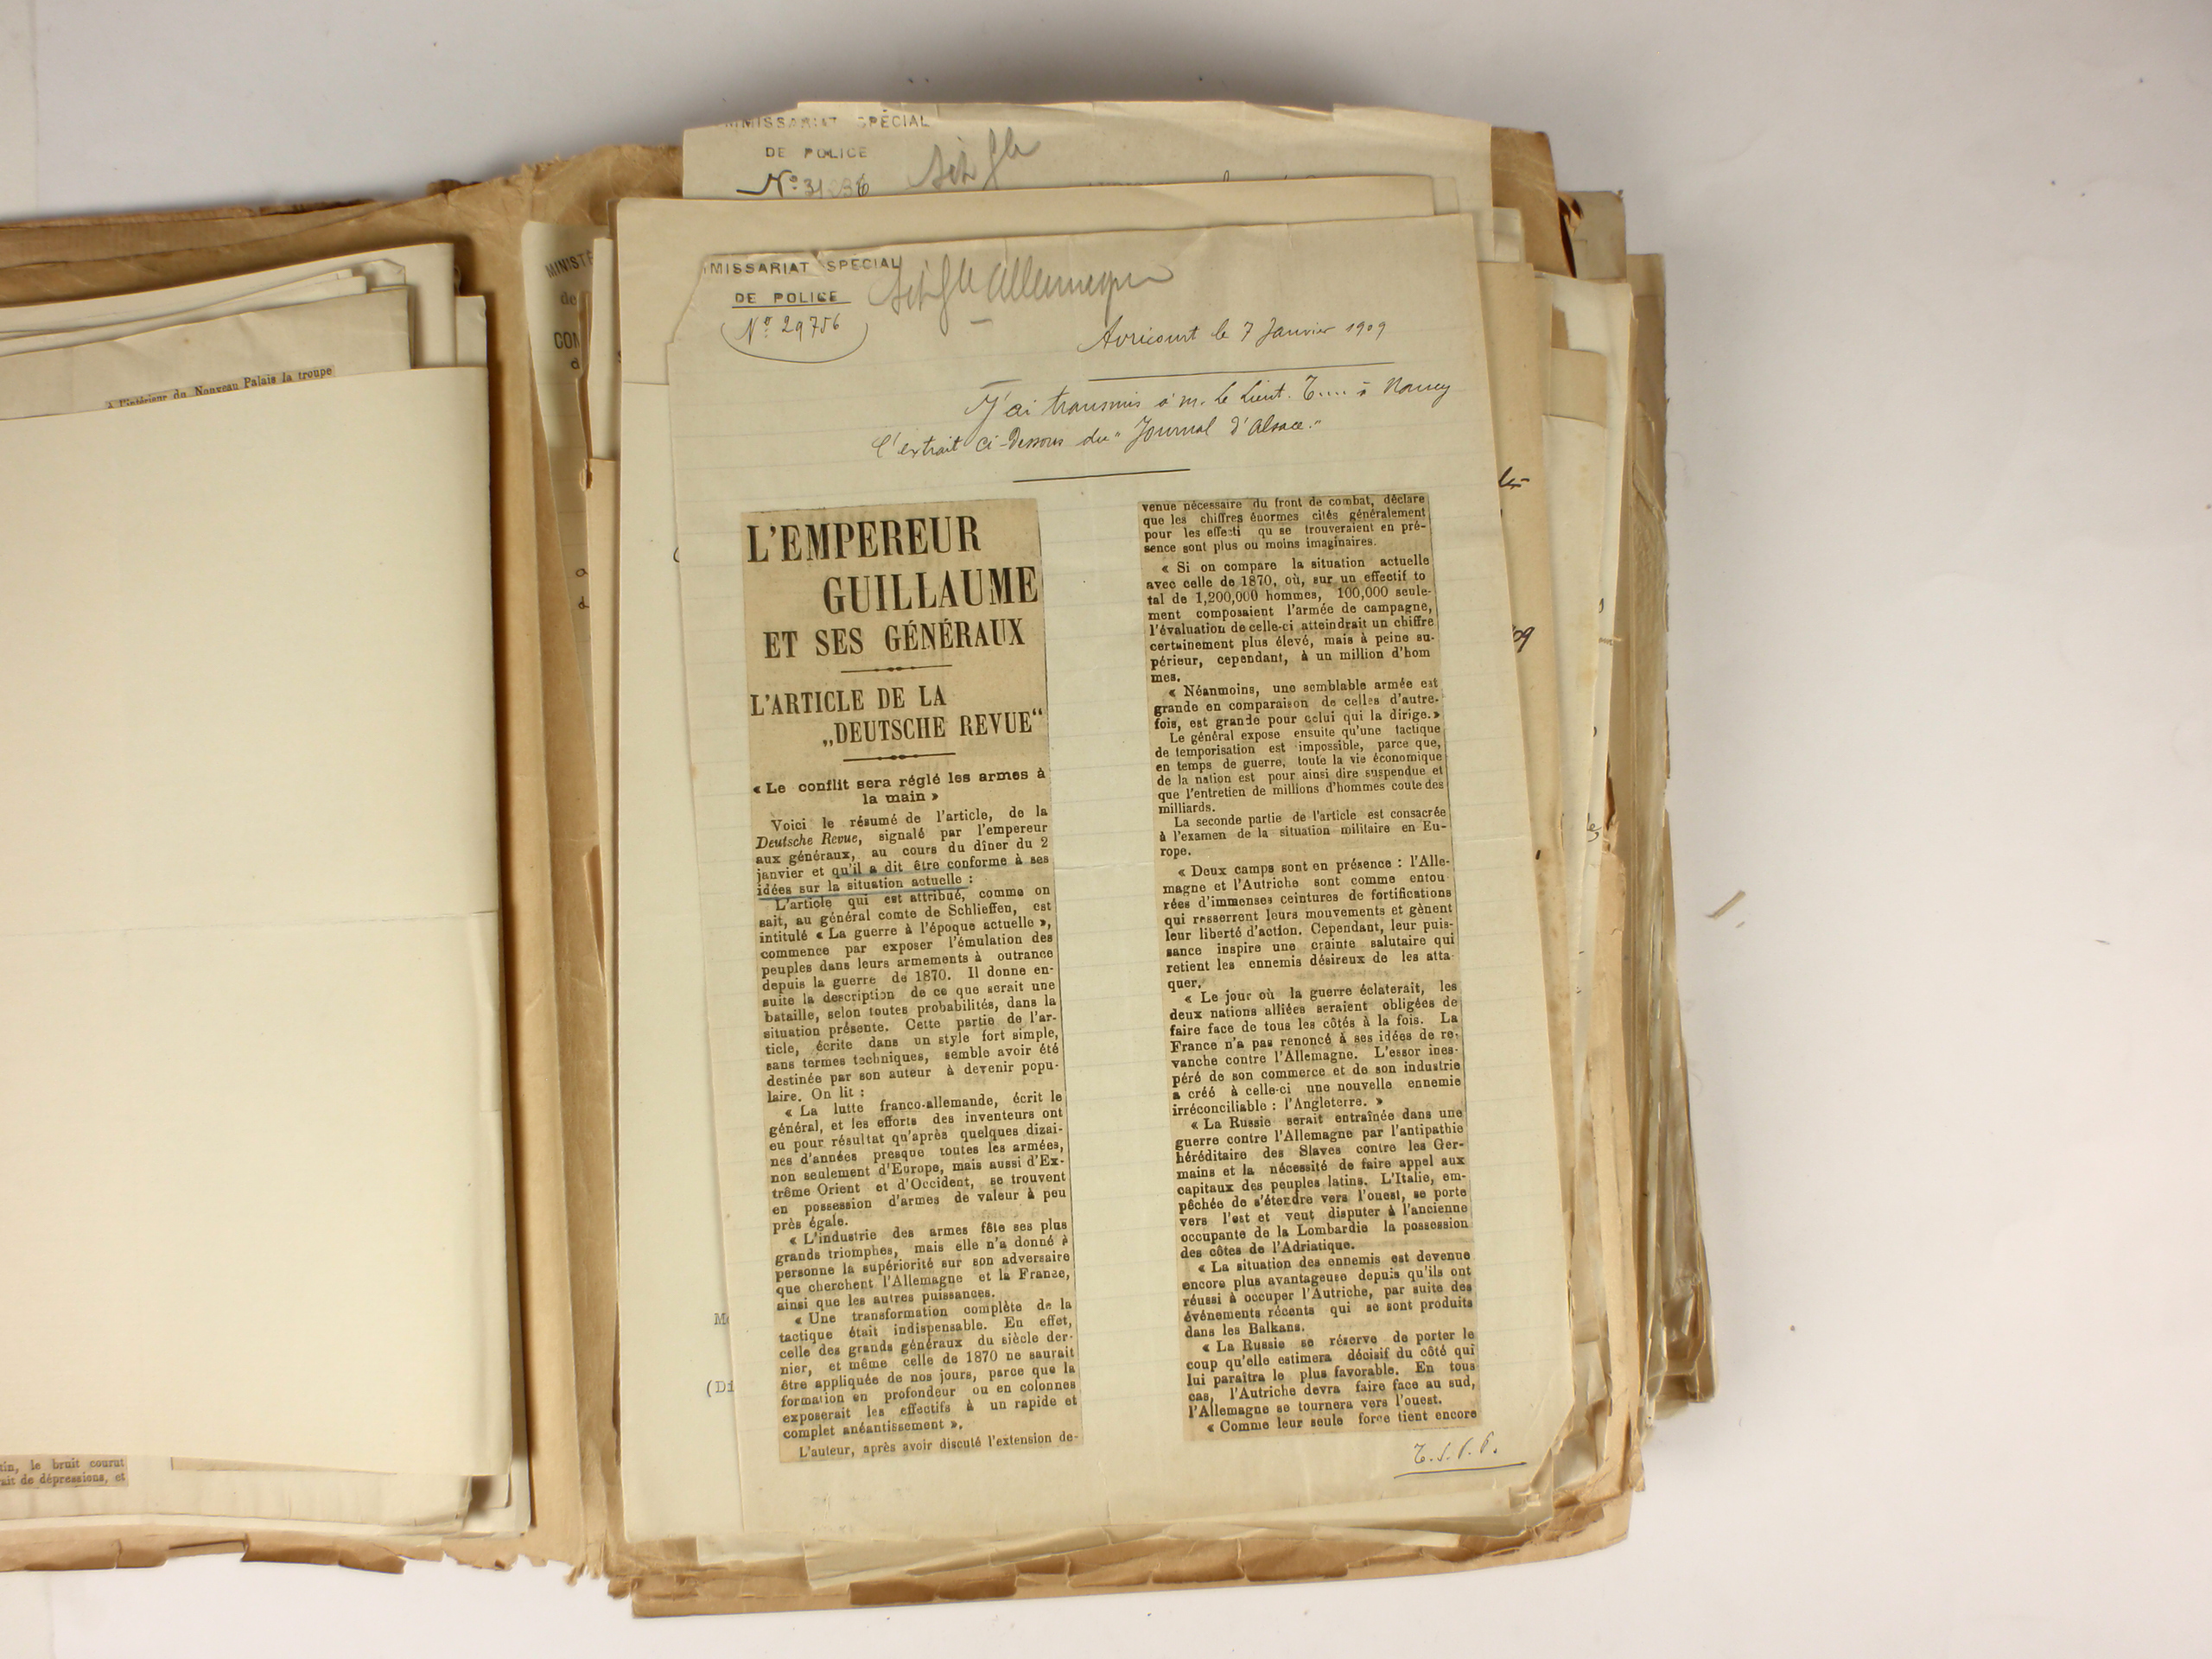 à l'intérieur du Nouveau Palais la troupe
tin, le bruit courut
ait de dépressions, et
MMISSARIAT SPÉCIAL
DE POLICE
MINISTÈ
de
CON
d
MISSARIAT SPÉCIAL
DE POLICE
N° 29756
Avricourt le 7 Janvier 1909
J'ai transmis à M. le Lieut. T.... à Nancy
l'extrait ci-dessous du "Journal d'Alsace."
L'EMPEREUR
GUILLAUME
ET SES GÉNÉRAUX
L'ARTICLE DE LA
„DEUTSCHE REVUE“
« Le conflit sera réglé les armes à
la main »
Voici le résumé de l'article, de la
Deutsche Revue, signalé par l'empereur
aux généraux, au cours du dîner du 2
janvier et qu'il a dit être conforme à ses
idées sur la situation actuelle :
L'article qui est attribué, comme on
sait, au général comte de Schlieffen, est
intitulé « La guerre à l'époque actuelle »,
commence par exposer l'émulation des
peuples dans leurs armements à outrance
depuis la guerre de 1870. Il donne en-
suite la description de ce que serait une
bataille, selon toutes probabilités, dans la
situation présente. Cette partie de l'ar-
ticle, écrite dans un style fort simple,
sans termes techniques, semble avoir été
destinée par son auteur à devenir popu-
laire. On lit :
« La lutte franco-allemande, écrit le
général, et les efforts des inventeurs ont
eu pour résultat qu'après quelques dizai-
nes d'années presque toutes les armées,
non seulement d'Europe, mais aussi d'Ex-
trême Orient et d'Occident, se trouvent
en possession d'armes de valeur à peu
près égale.
« L'industrie des armes fête ses plus
grands triomphes, mais elle n'a donné à
personne la supériorité sur son adversaire
que cherchent l'Allemagne et la France,
ainsi que les autres puissances.
« Une transformation complète de la
tactique était indispensable. En effet,
celle des grands généraux du siècle der-
nier, et même celle de 1870 ne saurait
être appliquée de nos jours, parce que la
formation en profondeur ou en colonnes
exposerait les effectifs à un rapide et
complet anéantissement ».
L'auteur, après avoir discuté l'extension de-
venue nécessaire du front de combat, déclare
que les chiffres énormes cités généralement
pour les effecti qu se trouveraient en pré-
sence sont plus ou moins imaginaires.
« Si on compare la situation actuelle
avec celle de 1870, où, sur un effectif to
tal de 1,200,000 hommes, 100,000 seule-
ment composaient l'armée de campagne,
l'évaluation de celle-ci atteindrait un chiffre
certainement plus élevé, mais à peine su-
périeur, cependant, à un million d'hom
mes.
« Néanmoins, une semblable armée est
grande en comparaison de celles d'autre-
fois, est grande pour celui qui la dirige.»
Le général expose ensuite qu'une tactique
de temporisation est impossible, parce que,
en temps de guerre, toute la vie économique
de la nation est pour ainsi dire suspendue et
que l'entretien de millions d'hommes coute des
milliards.
La seconde partie de l'article est consacrée
à l'examen de la situation militaire en Eu-
rope.
« Deux camps sont en présence : l'Alle-
magne et l'Autriche sont comme entou-
rées d'immenses ceintures de fortifications
qui resserrent leurs mouvements et gênent
leur liberté d'action. Cependant, leur puis-
sance inspire une crainte salutaire qui
retient les ennemis désireux de les atta-
quer.
« Le jour où la guerre éclaterait, les
deux nations alliées seraient obligées de
faire face de tous les côtés à la fois. La
France n'a pas renoncé à ses idées de re-
vanche contre l'Allemagne. L'essor ines-
péré de son commerce et de son industrie
a créé à celle-ci une nouvelle ennemie
irréconciliable : l'Angleterre. »
« La Russie serait entraînée dans une
guerre contre l'Allemagne par l'antipathie
héréditaire des Slaves contre les Ger-
mains et la nécessité de faire appel aux
capitaux des peuples latins. L'Italie, em-
pêchée de s'étendre vers l'ouest, se porte
vers l'est et veut disputer à l'ancienne
occupante de la Lombardie la possession
des côtes de l'Adriatique.
« La situation des ennemis est devenue
encore plus avantageuse depuis qu'ils ont
réussi à occuper l'Autriche, par suite des
événements récents qui se sont produits
dans les Balkans.
« La Russie se réserve de porter le
coup qu'elle estimera décisif du côté qui
lui paraîtra le plus favorable. En tous
cas, l'Autriche devra faire face au sud,
l'Allemagne se tournera vers l'ouest.
« Comme leur seule force tient encore
(Di